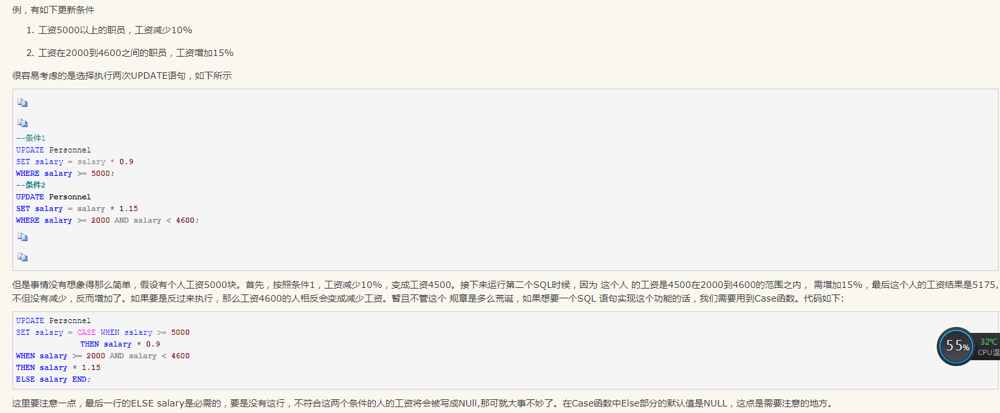 例，有如下更新条件
1. 工资5000以上的职员，工资减少10%
2. 工资在2000到4600之间的职员，工资增加15%
很容易考虑的是选择执行两次UPDATE语句，如下所示
--条件1
UPDATE Personnel
SET salary = salary * 0.9
WHERE salary >= 5000;
--条件2
UPDATE Personnel
SET salary = salary * 1.15
WHERE salary >= 2000 AND salary < 4600;
但是事情没有想象得那么简单，假设有个人工资5000块。首先，按照条件1，工资减少10%，变成工资4500。接下来运行第二个SQL时候，因为 这个人 的工资是4500在2000到4600的范围之内， 需增加15%，最后这个人的工资结果是5175,
不但没有减少，反而增加了。如果要是反过来执行，那么工资4600的人相反会变成减少工资。暂且不管这个 规章是多么荒诞，如果想要一个SQL 语句实现这个功能的话，我们需要用到Case函数。代码如下:
UPDATE Personnel
SET salary = CASE WHEN salary >= 5000
THEN salary * 0.9
WHEN salary >= 2000 AND salary < 4600
THEN salary * 1.15
ELSE salary END;
55%
32℃
CPU温
这里要注意一点，最后一行的ELSE salary是必需的，要是没有这行，不符合这两个条件的人的工资将会被写成NUll,那可就大事不妙了。在Case函数中Else部分的默认值是NULL，这点是需要注意的地方。